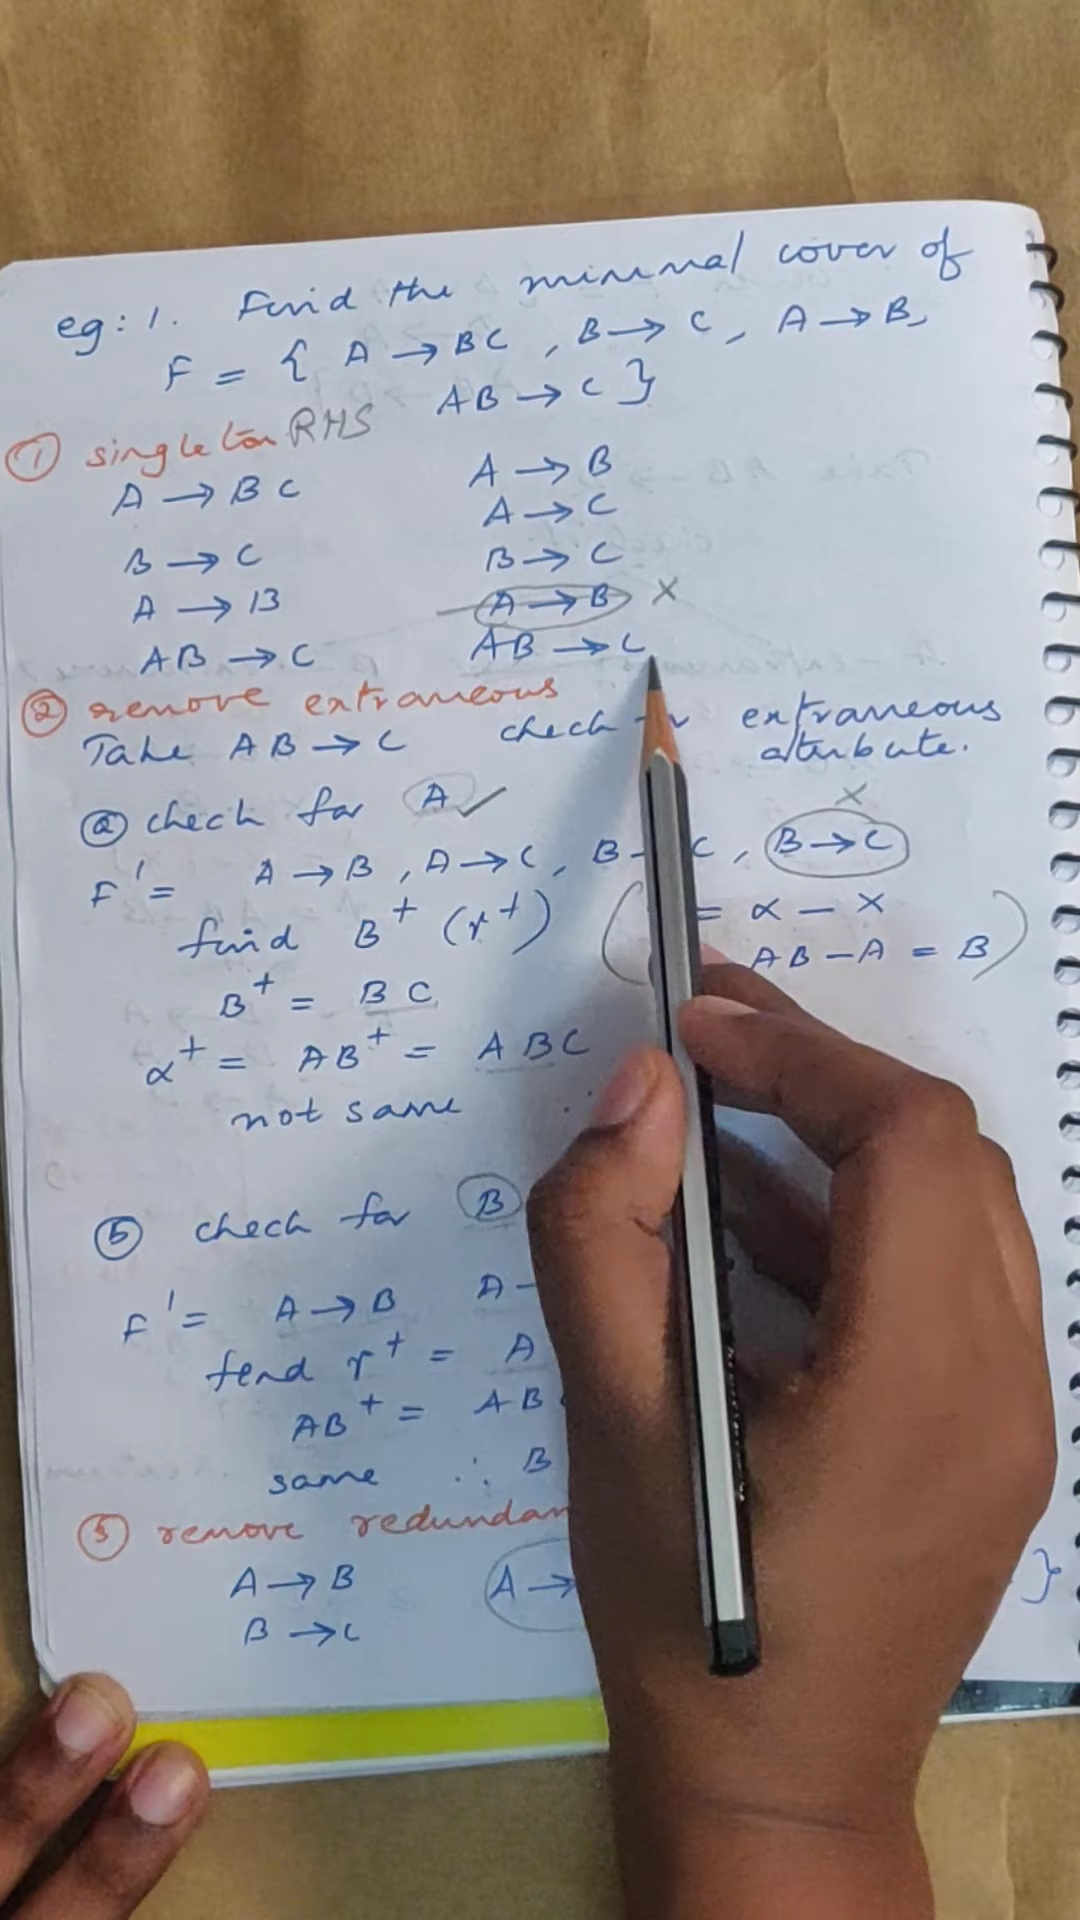 eg: 1. Find the minimal cover of
F = { A → BC , B → C , A → B,
AB → C }
① singleton RHS
A → BC
A → B
A → C
B → C
B → C
A → B
A → B X
AB → C
AB → C
② remove extraneous
Take AB → C check extraneous
attribute.
ⓐ check for A ✓
X
F' = A → B , A → C , B → C , B → C
find B+ (r+) ( = α - X
AB - A = B )
B+ = BC
α+ = AB+ = ABC
not same ∴
ⓑ check for B
F' = A → B A →
find r+ = A
AB+ = AB
same ∴ B
③ remove
A → B A → }
B → C